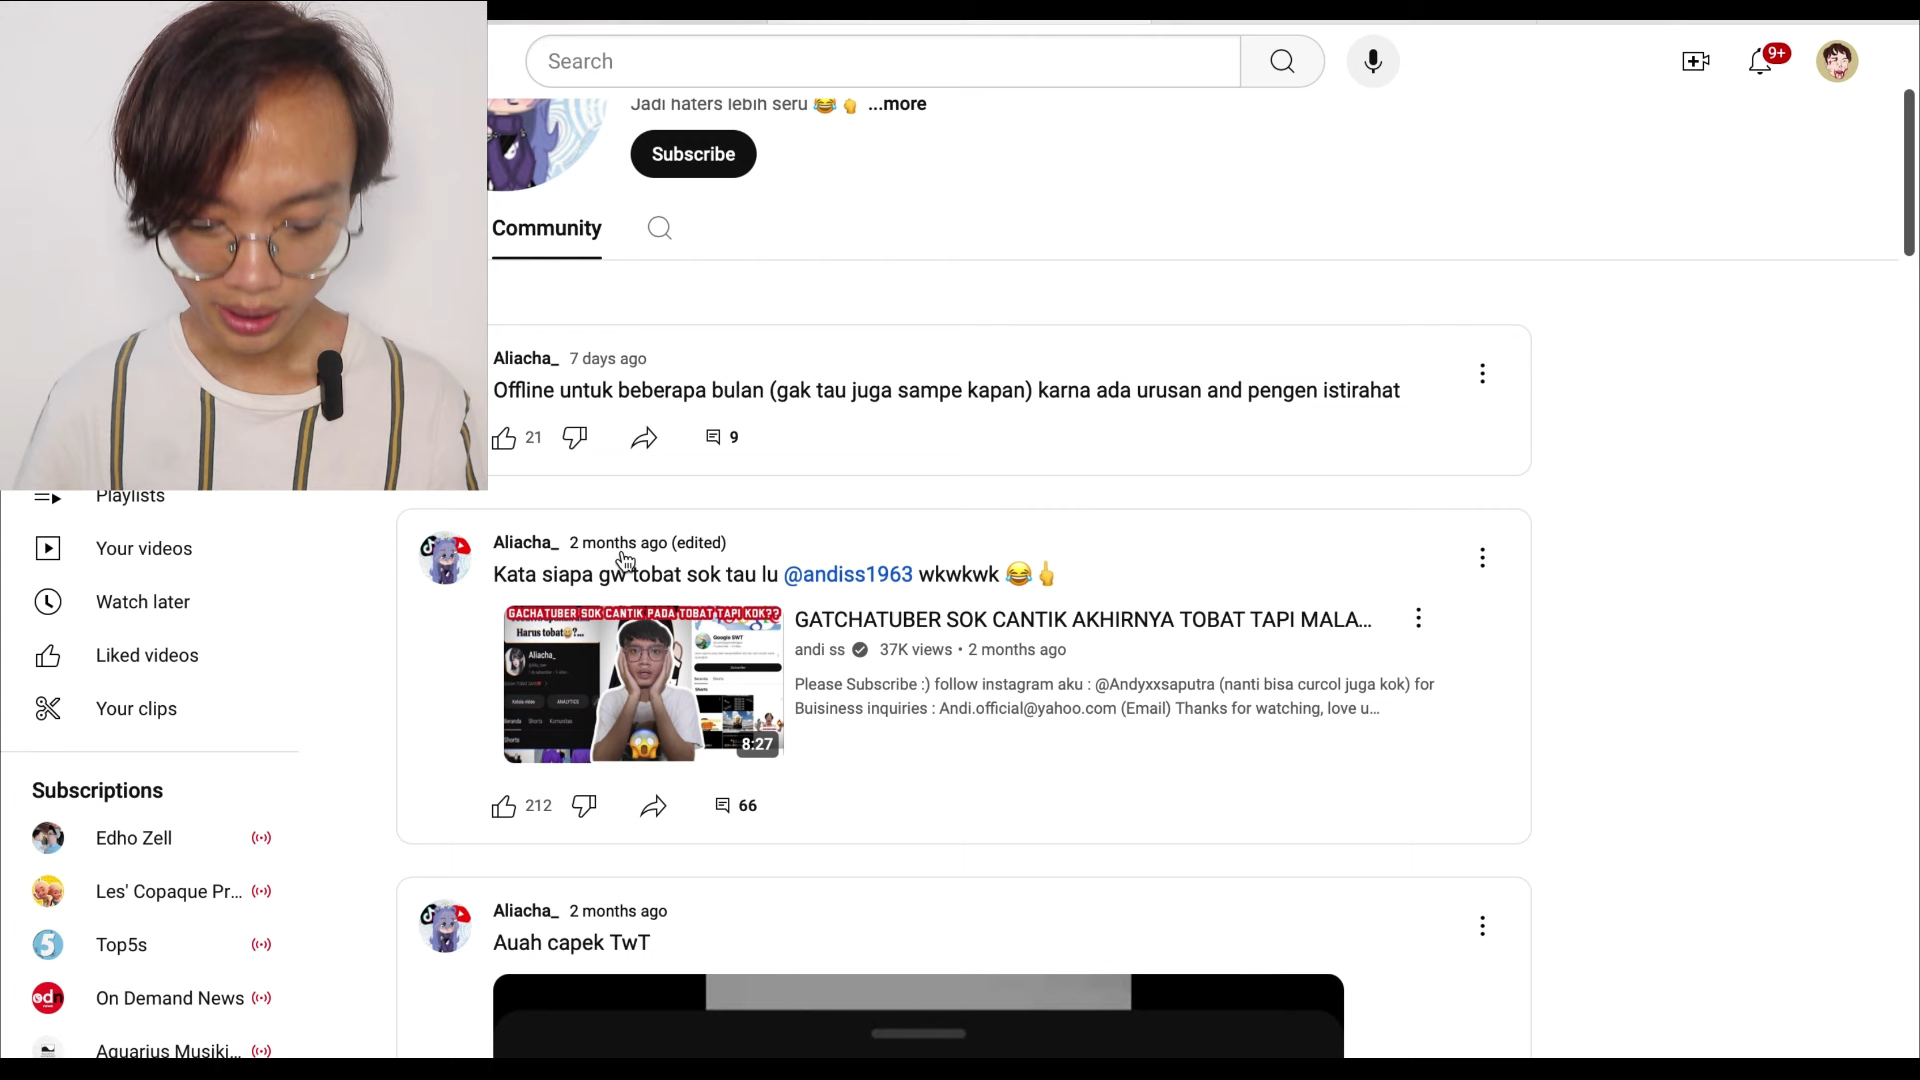 Search
9+
Jadi haters lebih seru 😂🖕 ...more
Subscribe
Community
Aliacha_ 7 days ago
Offline untuk beberapa bulan (gak tau juga sampe kapan) karna ada urusan and pengen istirahat
21
9
Playlists
Your videos
Watch later
Liked videos
Your clips
Subscriptions
Edho Zell
Les' Copaque Pr...
Top5s
On Demand News
Aquarius Musiki...
Aliacha_ 2 months ago (edited)
Kata siapa gw tobat sok tau lu @andiss1963 wkwkwk 😂🖕
GACHATUBER SOK CANTIK PADA TOBAT TAPI KOK??
Harus tobat😂?...
Aliacha_
Google SWT
ANALYTICS
Shorts
8:27
GATCHATUBER SOK CANTIK AKHIRNYA TOBAT TAPI MALA...
andi ss 37K views • 2 months ago
Please Subscribe :) follow instagram aku : @Andyxxsaputra (nanti bisa curcol juga kok) for
Buisiness inquiries : Andi.official@yahoo.com (Email) Thanks for watching, love u...
212
66
Aliacha_ 2 months ago
Auah capek TwT